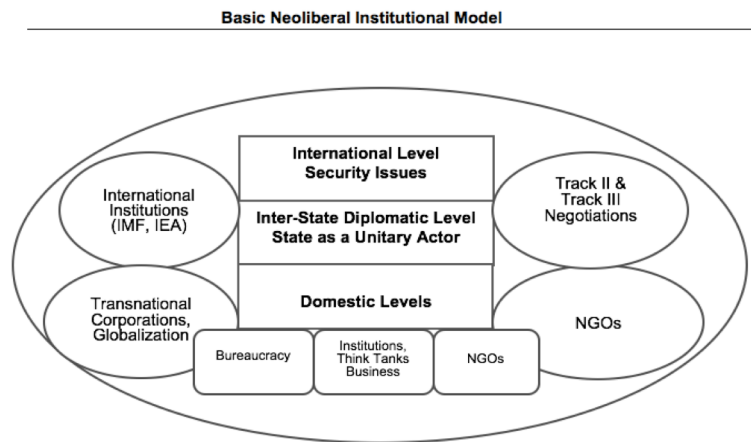 Basic Neoliberal Institutional Model
International Level
Security Issues
International
Institutions
(IMF, IEA)
Track II &
Track III
Negotiations
Inter-State Diplomatic Level
State as a Unitary Actor
Transnational
Corporations,
Globalization
Domestic Levels
NGOs
Bureaucracy
Institutions,
Think Tanks
Business
NGOs